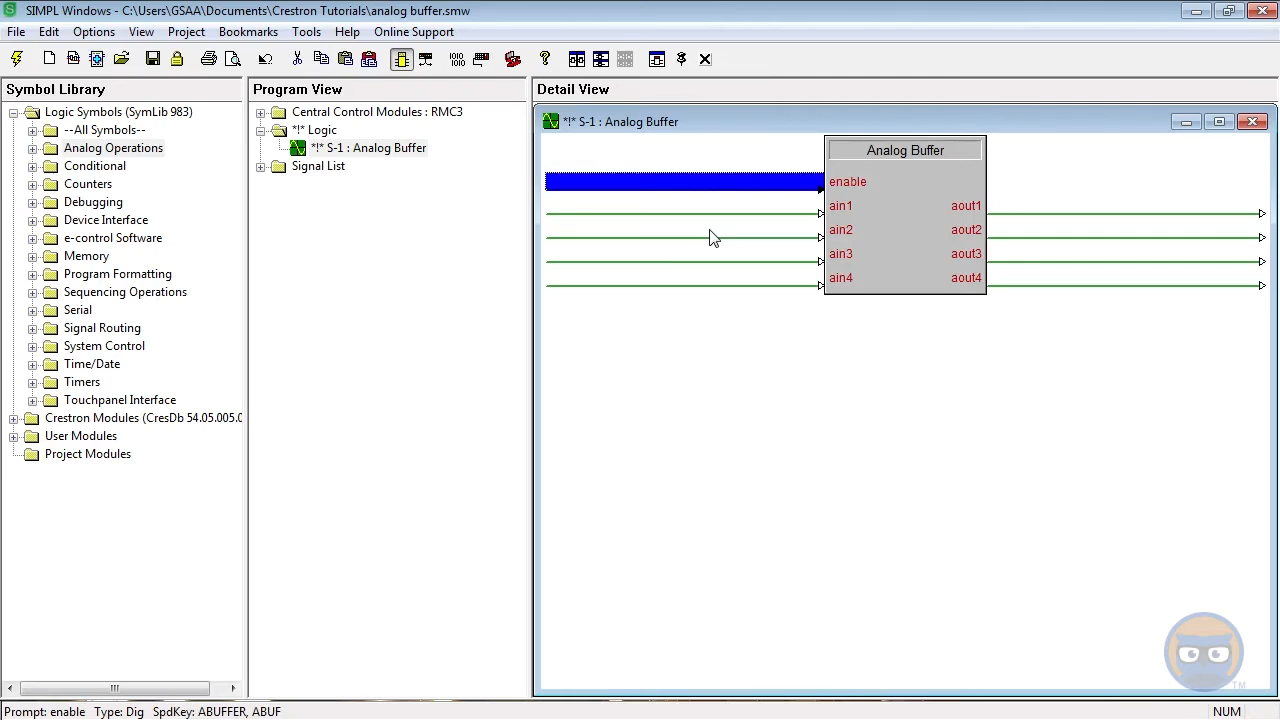 SIMPL Windows - C:\Users\GSAA\Documents\Crestron Tutorials\analog buffer.smw
File Edit Options View Project Bookmarks Tools Help Online Support
Symbol Library
Logic Symbols (SymLib 983)
--All Symbols--
Analog Operations
Conditional
Counters
Debugging
Device Interface
e-control Software
Memory
Program Formatting
Sequencing Operations
Serial
Signal Routing
System Control
Time/Date
Timers
Touchpanel Interface
Crestron Modules (CresDb 54.05.005.0
User Modules
Project Modules
Program View
Central Control Modules : RMC3
*!* Logic
*!* S-1 : Analog Buffer
Signal List
Detail View
*!* S-1 : Analog Buffer
Analog Buffer
enable
ain1 aout1
ain2 aout2
ain3 aout3
ain4 aout4
TM
Prompt: enable Type: Dig SpdKey: ABUFFER, ABUF
NUM